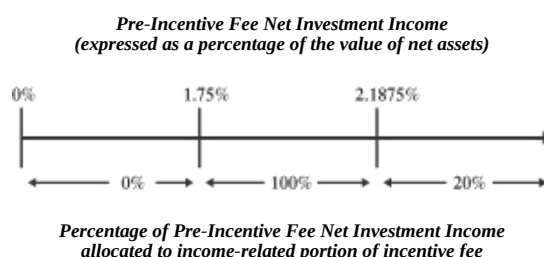 Pre-Incentive Fee Net Investment Income
(expressed as a percentage of the value of net assets)
0% 1.75% 2.1875%
0% 100% 20%
Percentage of Pre-Incentive Fee Net Investment Income
allocated to income-related portion of incentive fee